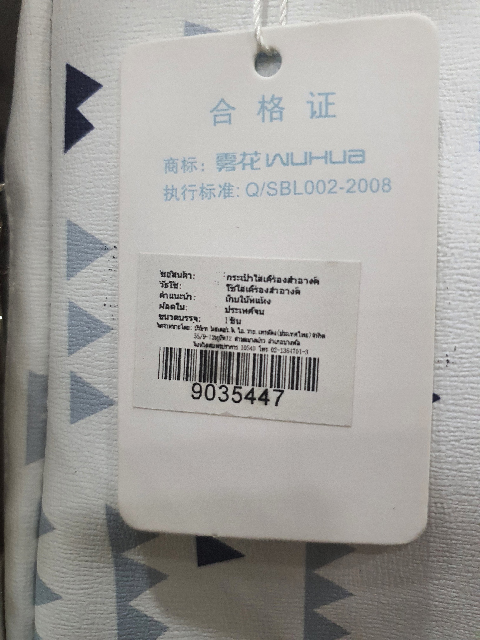 合格证
商标: 雾花WUHUA
执行标准: Q/SBL002-2008
ชื่อสินค้า: กระเป๋าใส่เครื่องสำอางค์
วิธีใช้: ใช้ใส่เครื่องสำอางค์
คำแนะนำ: เก็บไว้ที่แห้ง
ผลิตใน: ประเทศจีน
ขนาดบรรจุ: 1 ชิ้น
9035447